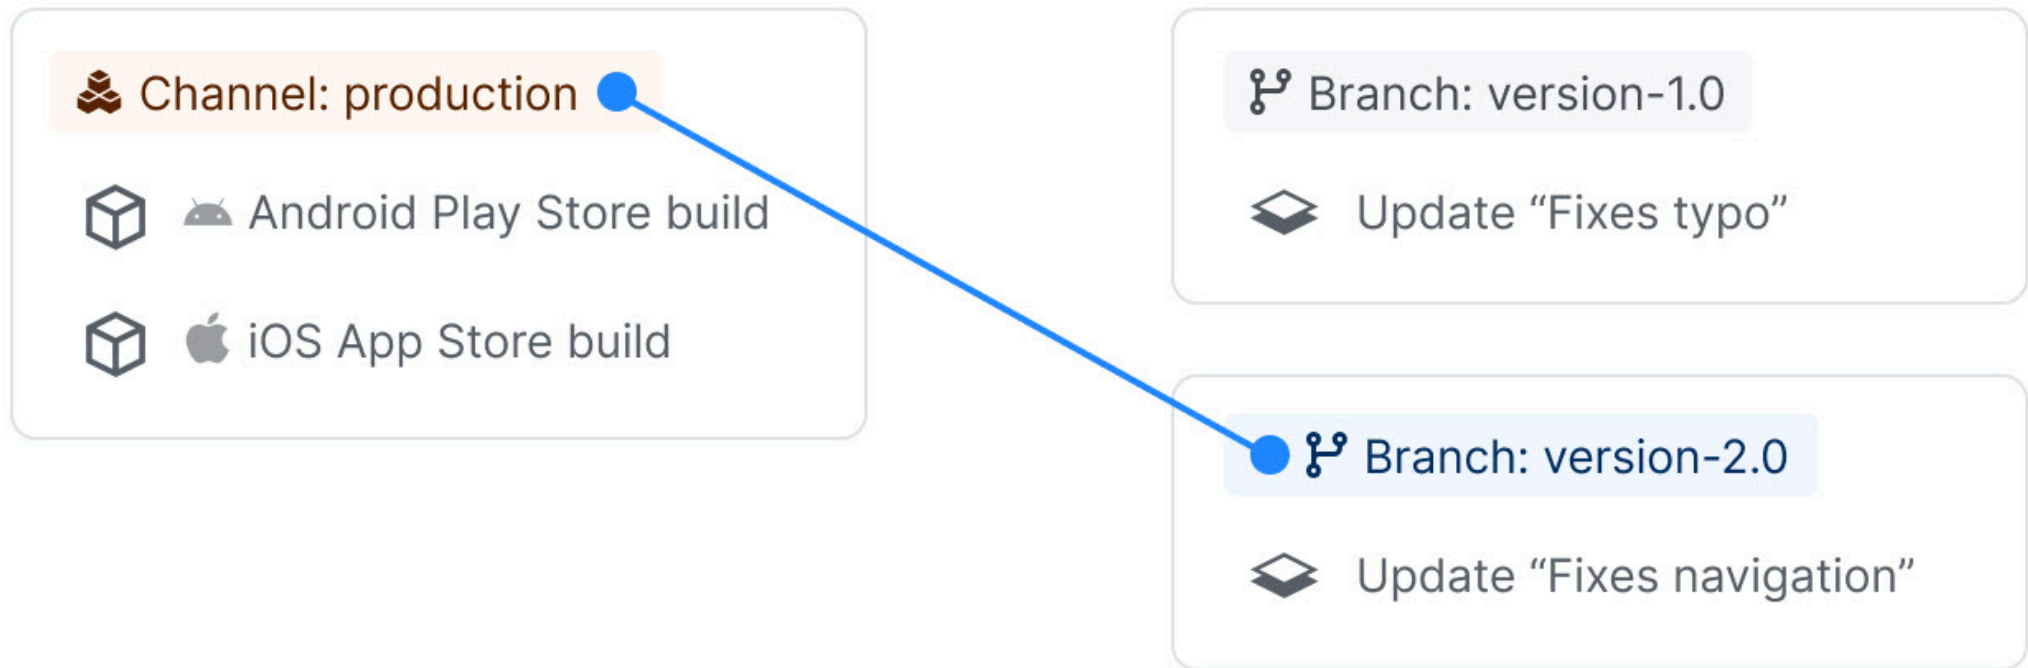 Channel: production
Android Play Store build
iOS App Store build
Branch: version-1.0
Update “Fixes typo”
Branch: version-2.0
Update “Fixes navigation”